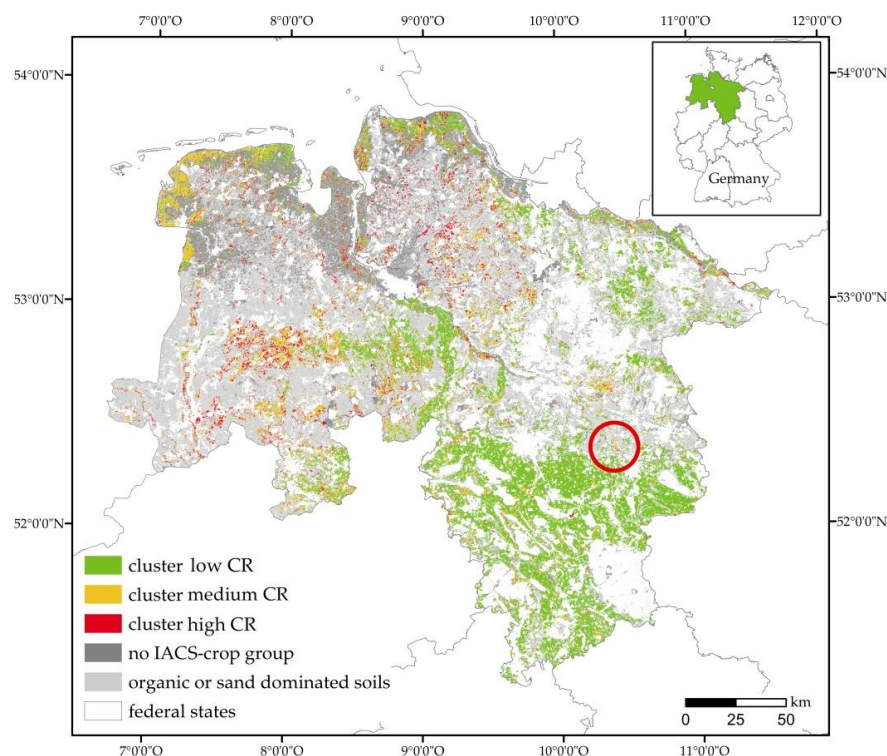 7°0'0"E 8°0'0"E 9°0'0"E 10°0'0"E 11°0'0"E 12°0'0"E
54°0'0"N 54°0'0"N
Germany
53°0'0"N 53°0'0"N
52°0'0"N 52°0'0"N
cluster low CR
cluster medium CR
cluster high CR
no IACS-crop group
organic or sand dominated soils
federal states
km
0 25 50
7°0'0"E 8°0'0"E 9°0'0"E 10°0'0"E 11°0'0"E